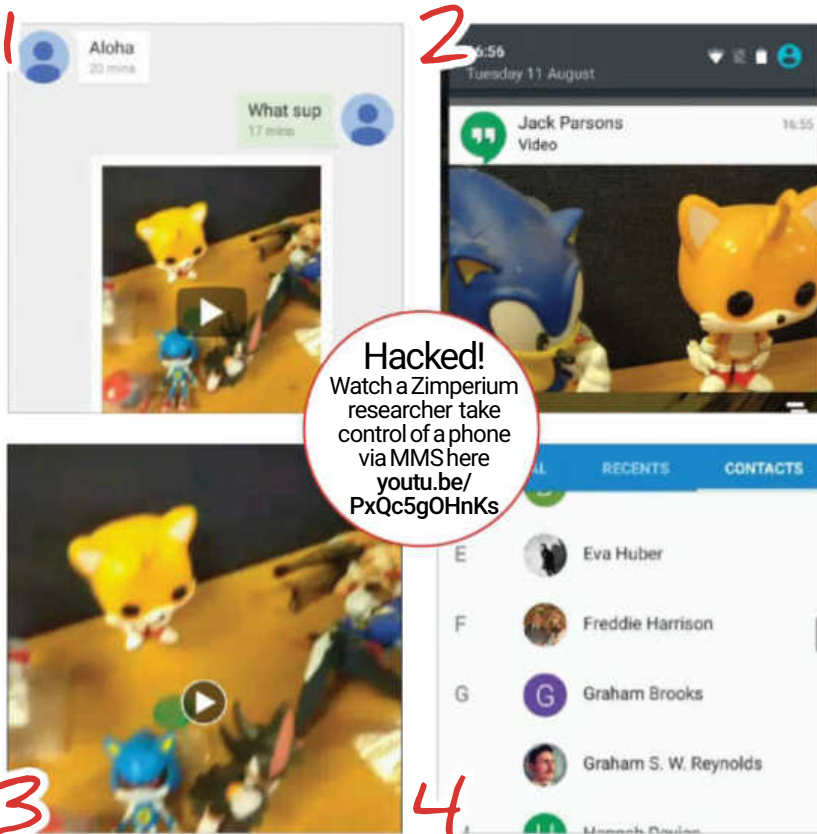 1
Aloha
20 mins
What sup
17 mins
2
6:56
Tuesday 11 August
Jack Parsons
16:55
Video
Hacked!
Watch a Zimperium
researcher take
control of a phone
via MMS here
youtu.be/
PxQc5gOHnKs
3
4
RECENTS
CONTACTS
E
Eva Huber
F
Freddie Harrison
G
G
Graham Brooks
Graham S. W. Reynolds